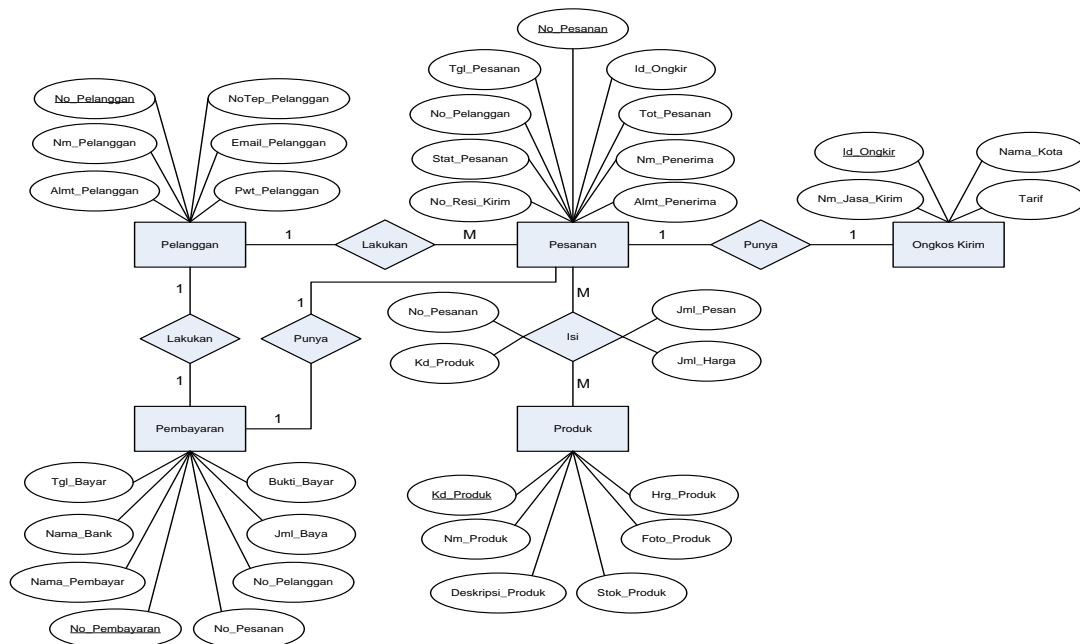 No_Pesanan
Tgl_Pesanan
Id_Ongkir
No_Pelanggan
NoTep_Pelanggan
No_Pelanggan
Tot_Pesanan
Nm_Pelanggan
Email_Pelanggan
Stat_Pesanan
Nm_Penerima
Id_Ongkir
Nama_Kota
Almt_Pelanggan
Pwt_Pelanggan
No_Resi_Kirim
Almt_Penerima
Nm_Jasa_Kirim
Tarif
Pelanggan
1
Lakukan
M
Pesanan
1
Punya
1
Ongkos Kirim
1
1
M
No_Pesanan
Jml_Pesan
Lakukan
Punya
Isi
Kd_Produk
Jml_Harga
1
M
1
Pembayaran
Produk
Tgl_Bayar
Bukti_Bayar
Kd_Produk
Hrg_Produk
Nama_Bank
Jml_Baya
Nm_Produk
Foto_Produk
Nama_Pembayar
No_Pelanggan
Deskripsi_Produk
Stok_Produk
No_Pembayaran
No_Pesanan